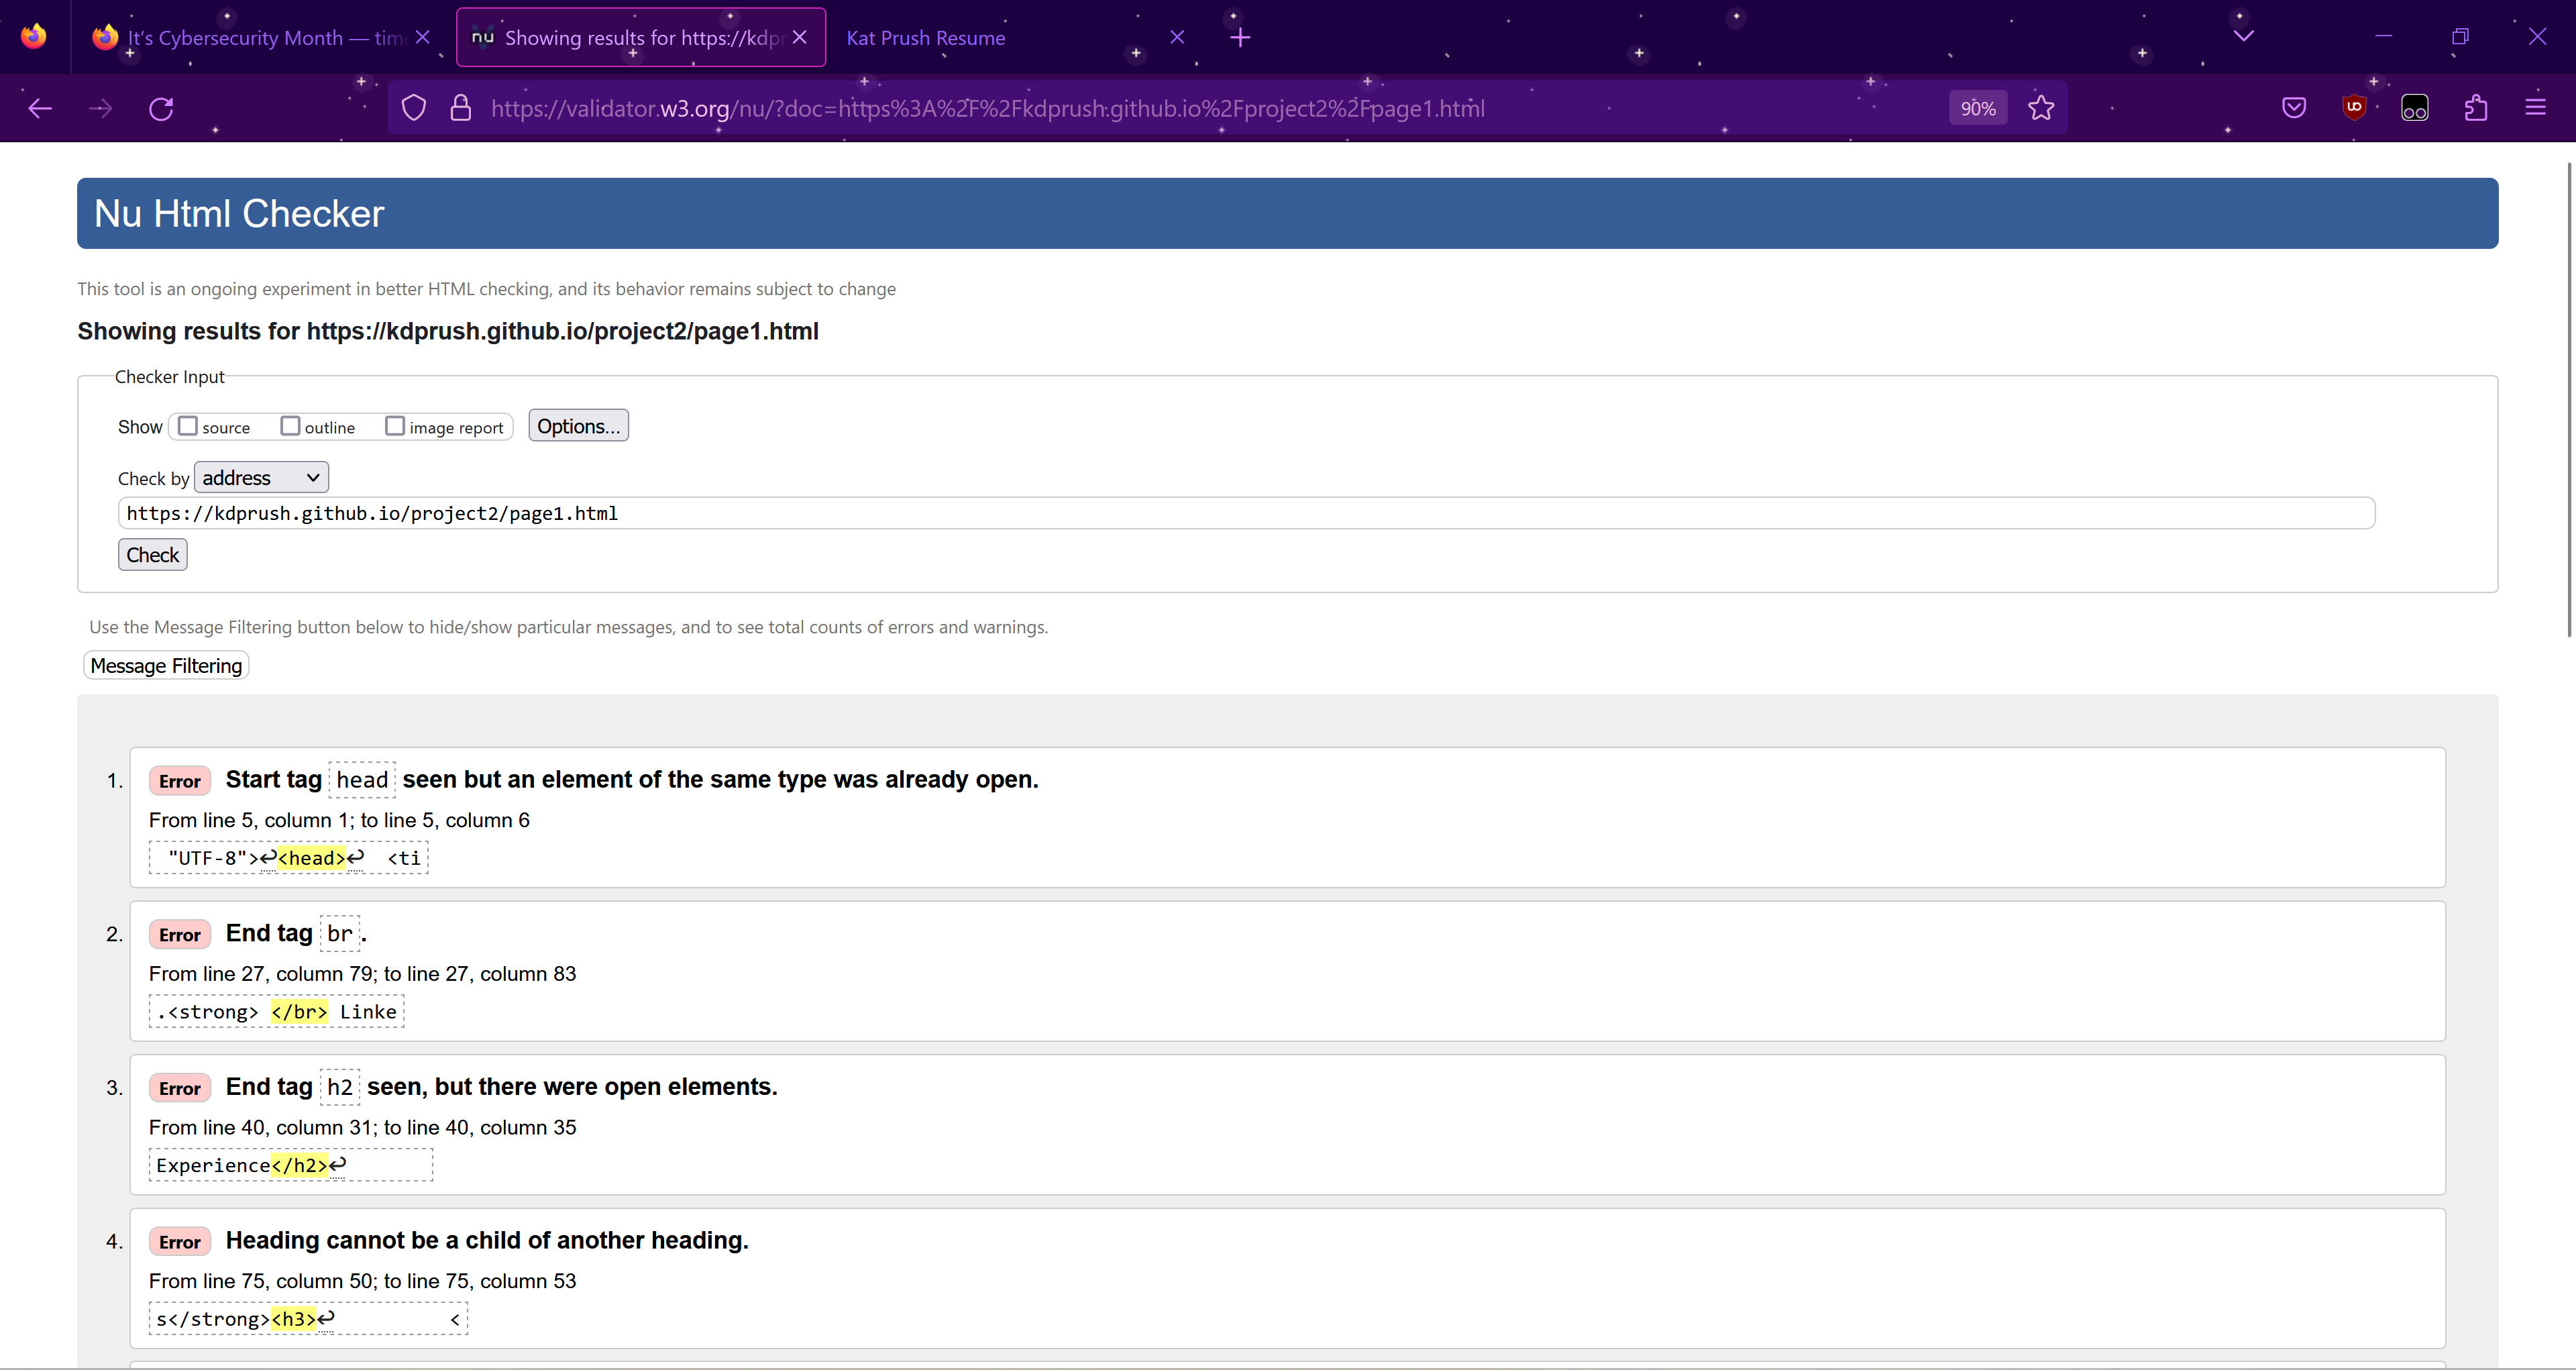 It's Cybersecurity Month — time
Showing results for https://kdpr
Kat Prush Resume
https://validator.w3.org/nu/?doc=https%3A%2F%2Fkdprush.github.io%2Fproject2%2Fpage1.html
90%
Nu Html Checker
This tool is an ongoing experiment in better HTML checking, and its behavior remains subject to change
Showing results for https://kdprush.github.io/project2/page1.html
Checker Input
Show source outline image report Options...
Check by address
https://kdprush.github.io/project2/page1.html
Check
Use the Message Filtering button below to hide/show particular messages, and to see total counts of errors and warnings.
Message Filtering
1. Error Start tag head seen but an element of the same type was already open.
From line 5, column 1; to line 5, column 6
"UTF-8">↩<head>↩ <ti
2. Error End tag br.
From line 27, column 79; to line 27, column 83
.<strong> </br> Linke
3. Error End tag h2 seen, but there were open elements.
From line 40, column 31; to line 40, column 35
Experience</h2>↩
4. Error Heading cannot be a child of another heading.
From line 75, column 50; to line 75, column 53
s</strong><h3>↩ <